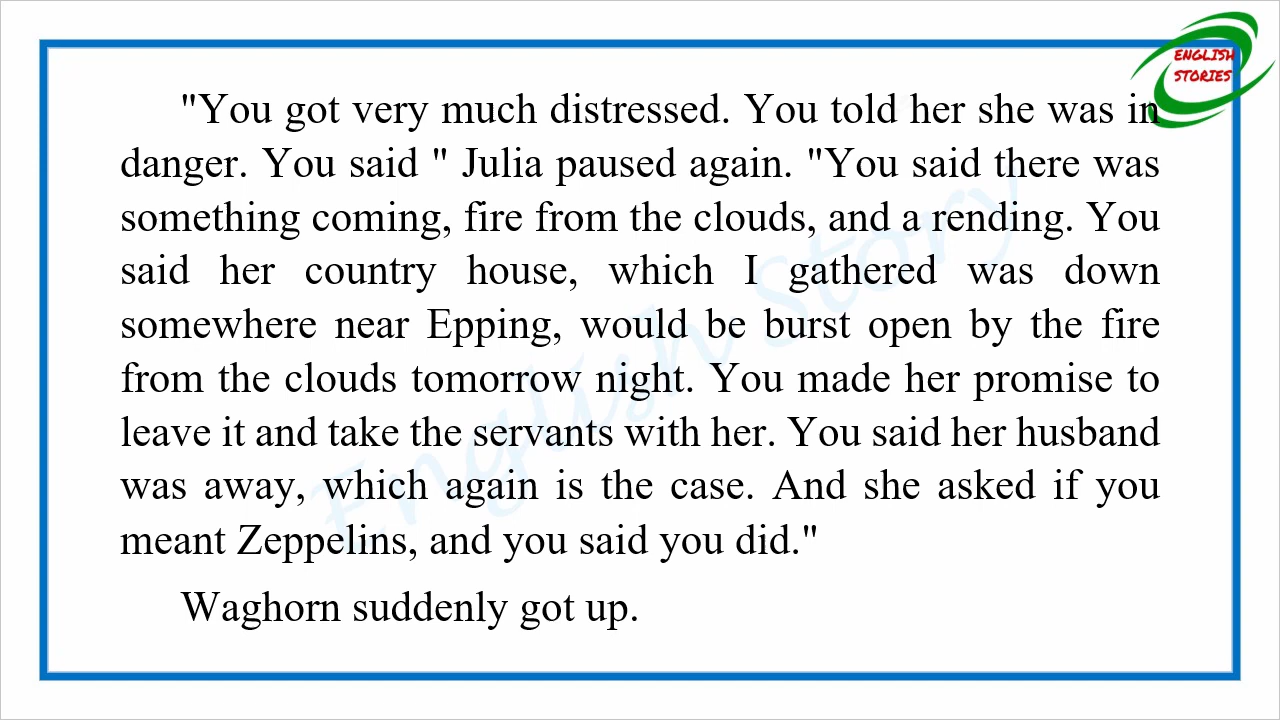 ENGLISH
STORIES
"You got very much distressed. You told her she was in
danger. You said " Julia paused again. "You said there was
something coming, fire from the clouds, and a rending. You
said her country house, which I gathered was down
somewhere near Epping, would be burst open by the fire
from the clouds tomorrow night. You made her promise to
leave it and take the servants with her. You said her husband
was away, which again is the case. And she asked if you
meant Zeppelins, and you said you did."
Waghorn suddenly got up.
English Story